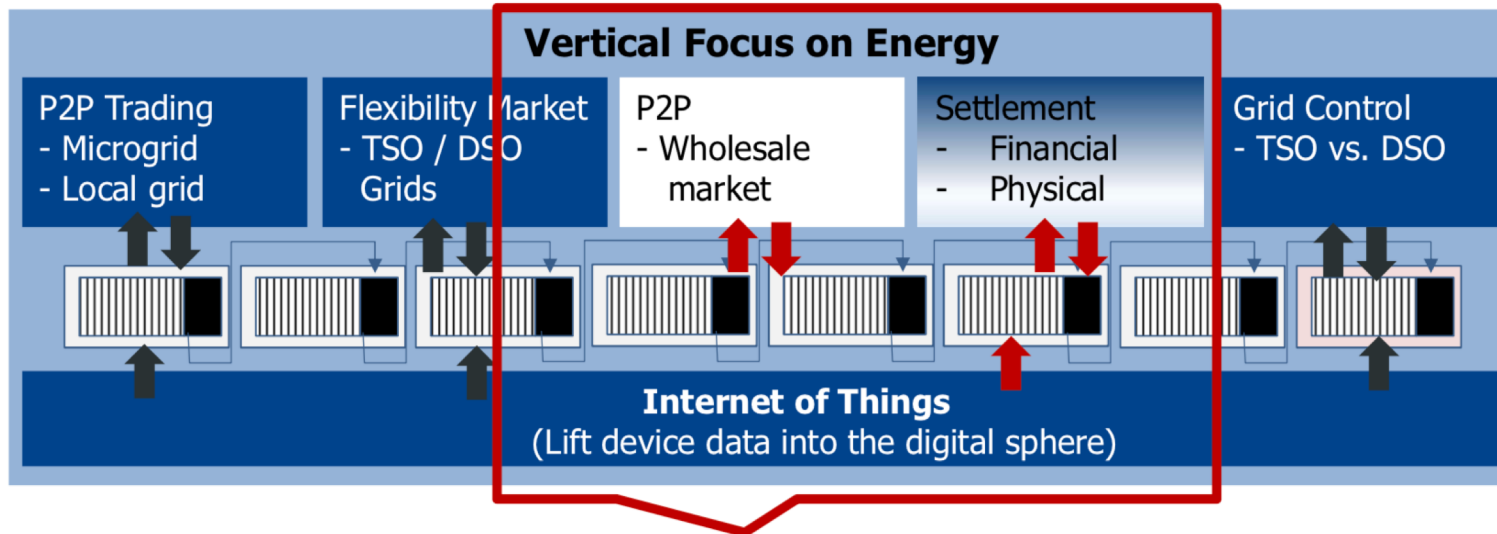 Vertical Focus on Energy
P2P Trading
- Microgrid
- Local grid
Flexibility Market
- TSO / DSO
Grids
P2P
- Wholesale
market
Settlement
- Financial
- Physical
Grid Control
- TSO vs. DSO
Internet of Things
(Lift device data into the digital sphere)